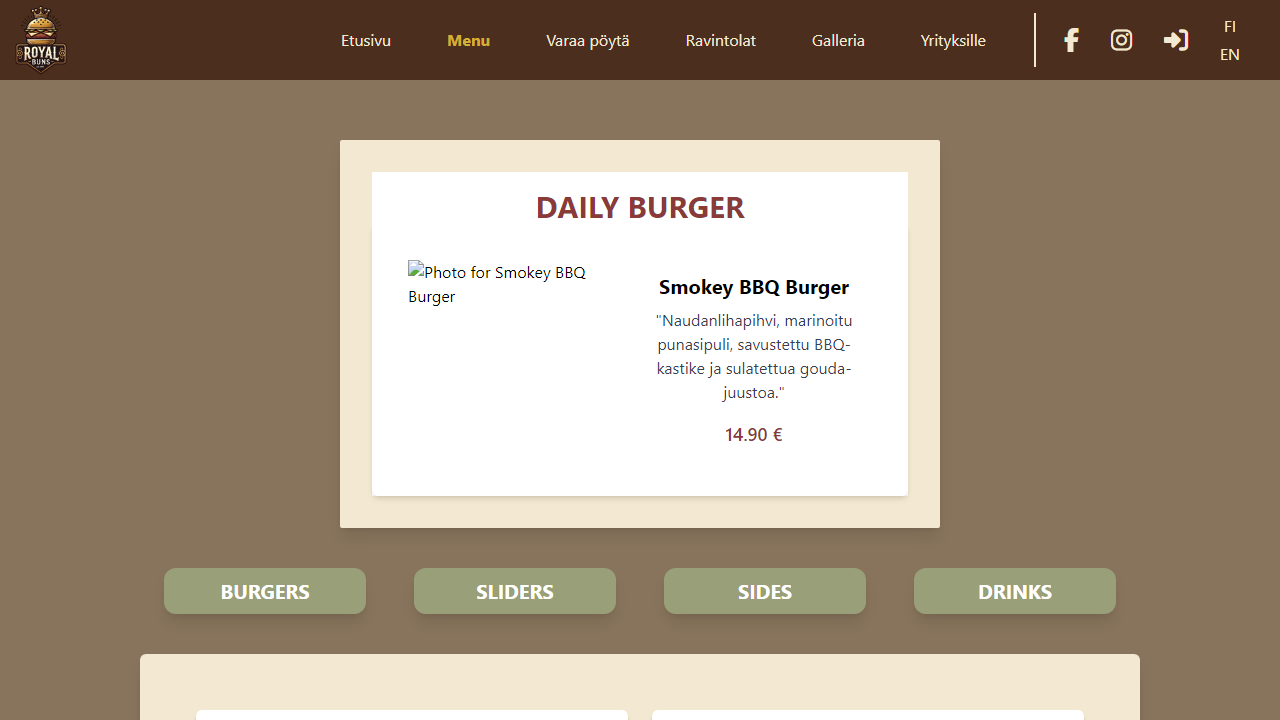 ROYAL
BUNS
Etusivu
Menu
Varaa pöytä
Ravintolat
Galleria
Yrityksille
FI
EN
DAILY BURGER
Photo for Smokey BBQ
Burger
Smokey BBQ Burger
"Naudanlihapihvi, marinoitu
punasipuli, savustettu BBQ-
kastike ja sulatettua gouda-
juustoa."
14.90 €
BURGERS
SLIDERS
SIDES
DRINKS